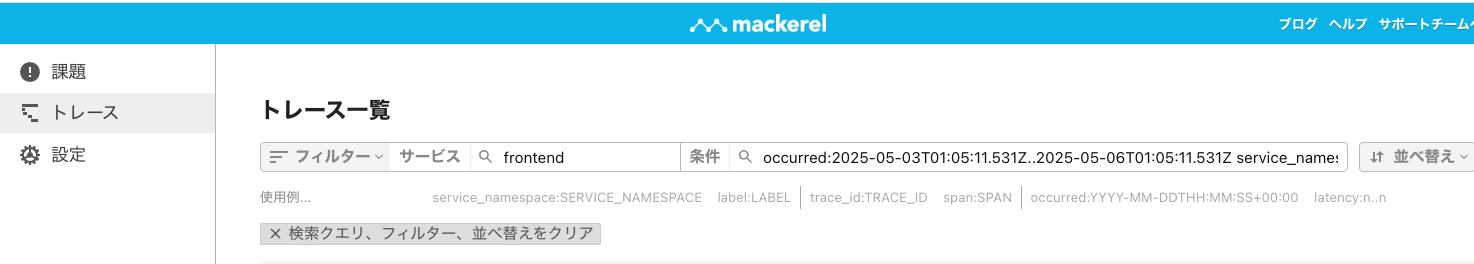 mackerel
ブログ ヘルプ サポートチームへ
課題
トレース
設定
トレース一覧
フィルター サービス frontend 条件 occurred:2025-05-03T01:05:11.531Z..2025-05-06T01:05:11.531Z service_names 並べ替え
使用例... service_namespace:SERVICE_NAMESPACE label:LABEL trace_id:TRACE_ID span:SPAN occurred:YYYY-MM-DDTHH:MM:SS+00:00 latency:n..n
× 検索クエリ、フィルター、並べ替えをクリア